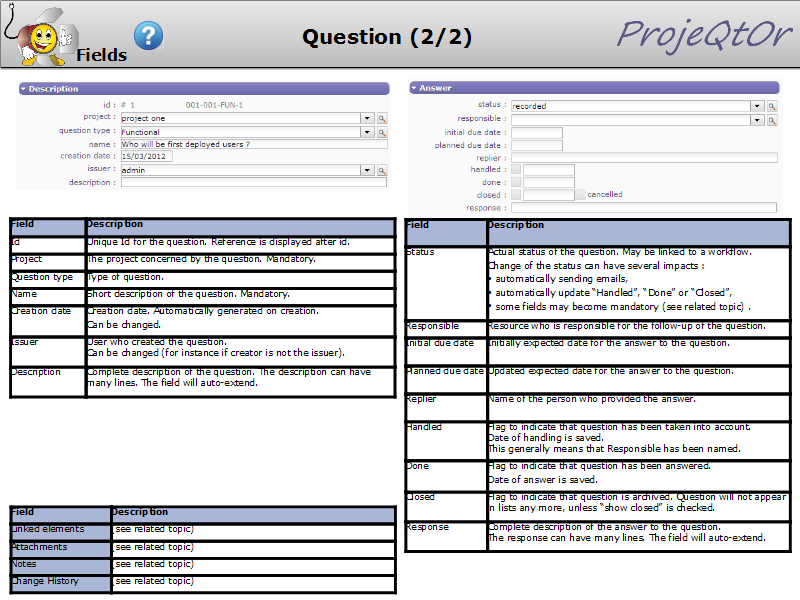 Fields
Question (2/2)
ProjeQtOr
Description
id : # 1 001-001-FUN-1
project : project one
question type : Functional
name : Who will be first deployed users ?
creation date : 15/03/2012
issuer : admin
description :
Answer
status : recorded
responsible :
initial due date :
planned due date :
replier :
handled :
done :
closed : cancelled
response :
Field Description
Id Unique Id for the question. Reference is displayed after id.
Project The project concerned by the question. Mandatory.
Question type Type of question.
Name Short description of the question. Mandatory.
Creation date Creation date. Automatically generated on creation.
Can be changed.
Issuer User who created the question.
Can be changed (for instance if creator is not the issuer).
Description Complete description of the question. The description can have
many lines. The field will auto-extend.
Field Description
Linked elements (see related topic)
Attachments (see related topic)
Notes (see related topic)
Change History (see related topic)
Field Description
Status Actual status of the question. May be linked to a workflow.
Change of the status can have several impacts :
• automatically sending emails,
• automatically update “Handled”, “Done” or “Closed”,
• some fields may become mandatory (see related topic) .
Responsible Resource who is responsible for the follow-up of the question.
Initial due date Initially expected date for the answer to the question.
Planned due date Updated expected date for the answer to the question.
Replier Name of the person who provided the answer.
Handled Flag to indicate that question has been taken into account.
Date of handling is saved.
This generally means that Responsible has been named.
Done Flag to indicate that question has been answered.
Date of answer is saved.
Closed Flag to indicate that question is archived. Question will not appear
in lists any more, unless “show closed” is checked.
Response Complete description of the answer to the question.
The response can have many lines. The field will auto-extend.